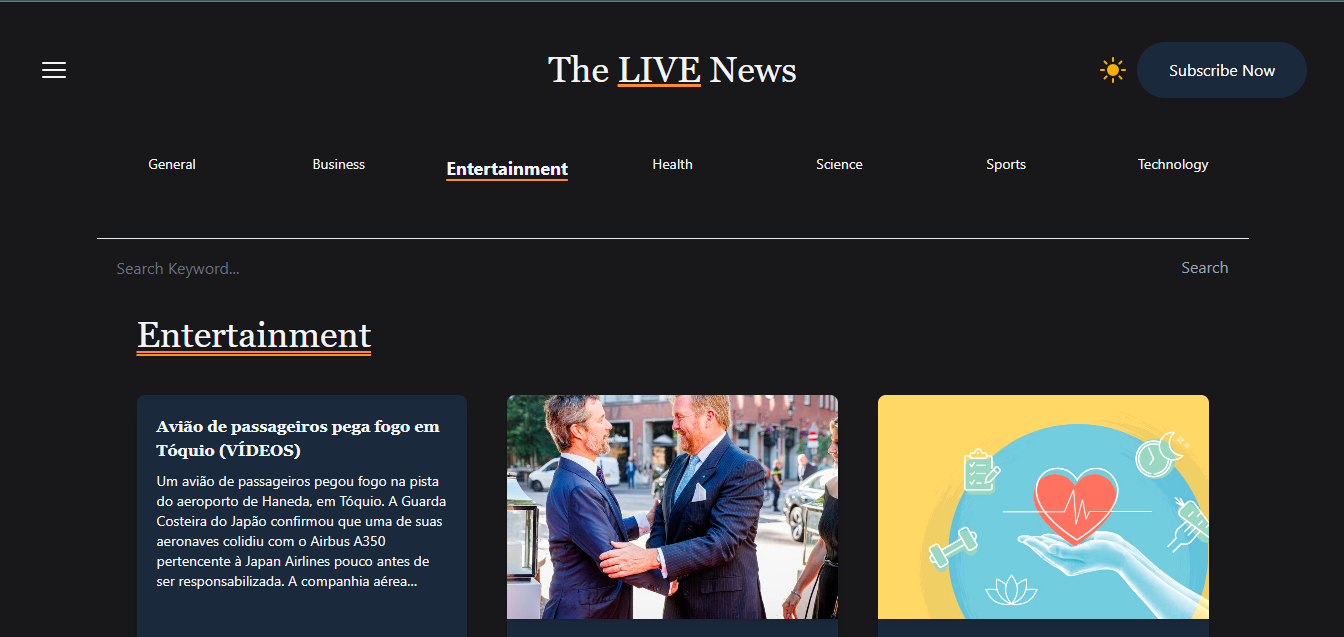 The LIVE News
Subscribe Now
General
Business
Entertainment
Health
Science
Sports
Technology
Search Keyword...
Search
Entertainment
Avião de passageiros pega fogo em
Tóquio (VÍDEOS)
Um avião de passageiros pegou fogo na pista
do aeroporto de Haneda, em Tóquio. A Guarda
Costeira do Japão confirmou que uma de suas
aeronaves colidiu com o Airbus A350
pertencente à Japan Airlines pouco antes de
ser responsabilizada. A companhia aérea...